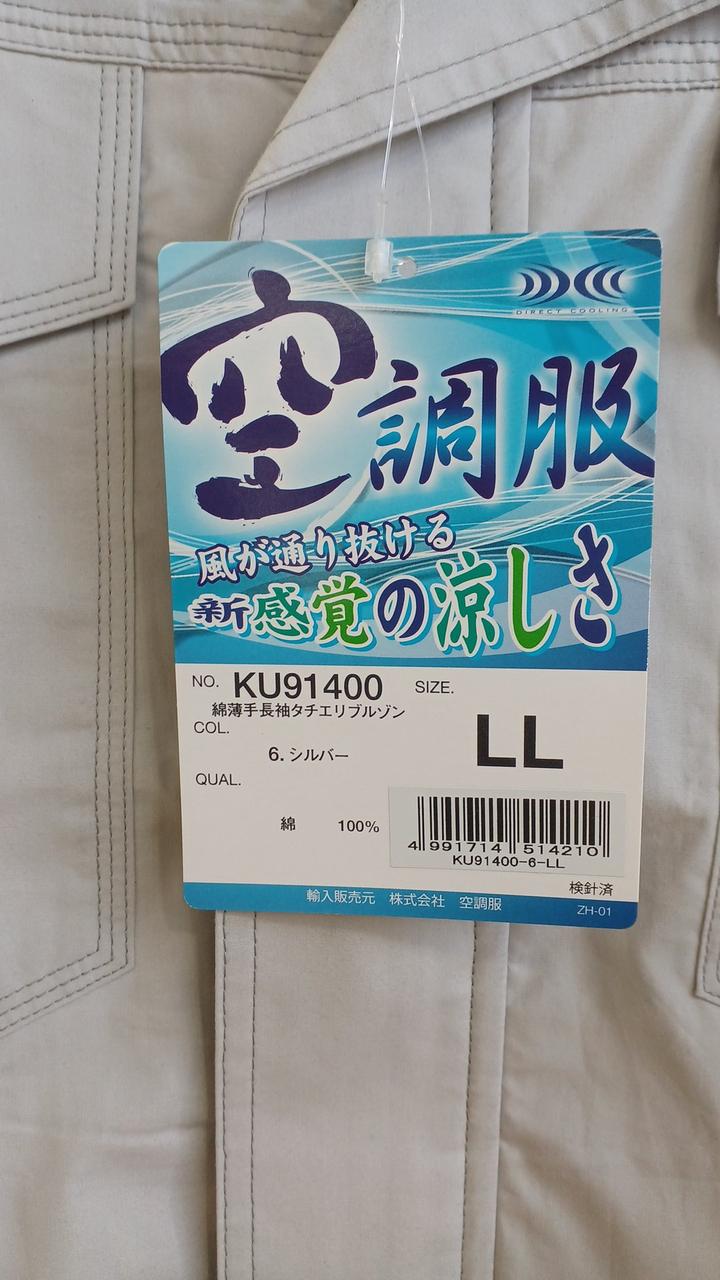 DIRECT COOLING
空調服
風が通り抜ける
新感覚の涼しさ
NO. KU91400 SIZE.
綿薄手長袖タチエリブルゾン
COL.
LL
6. シルバー
QUAL.
綿 100%
4 991714 514210
KU91400-6-LL
検針済
輸入販売元 株式会社 空調服
ZH-01